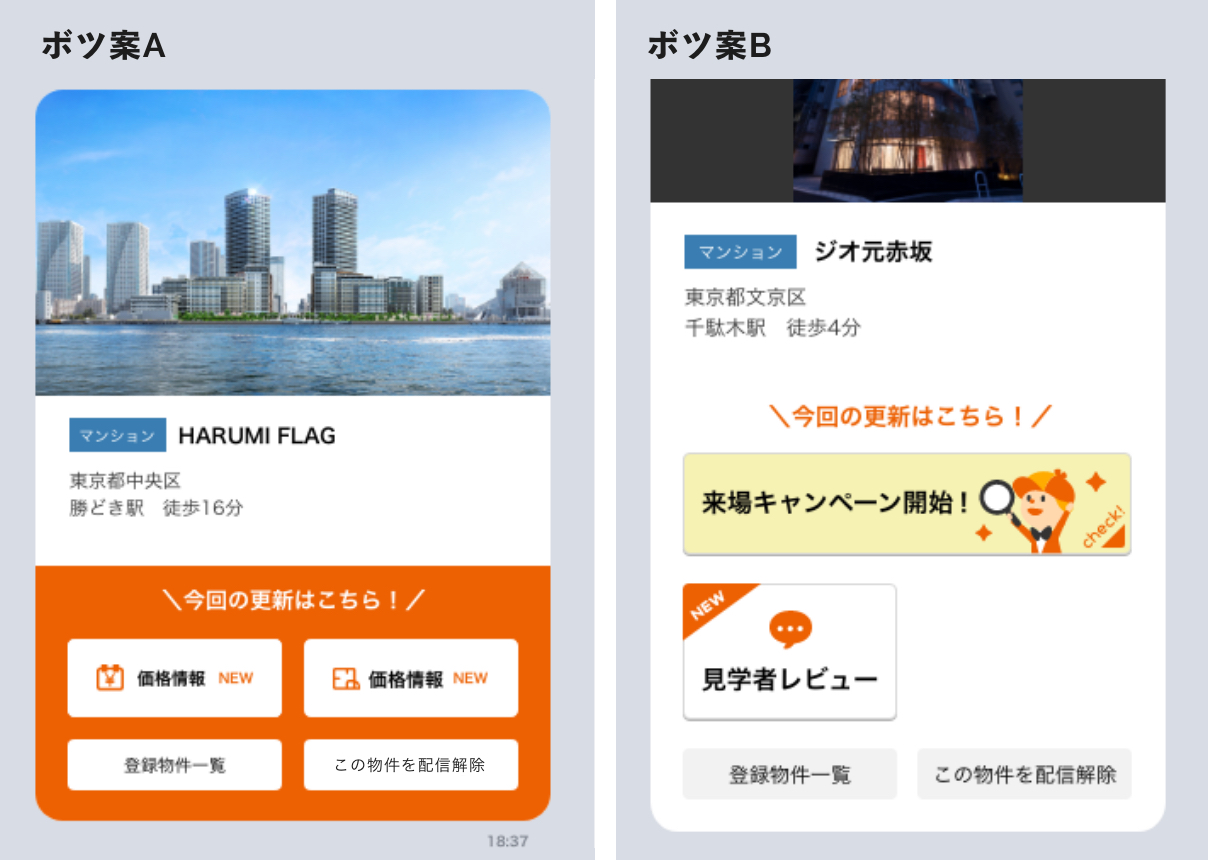 ボツ案A
マンション HARUMI FLAG
東京都中央区
勝どき駅 徒歩16分
＼今回の更新はこちら！／
価格情報 NEW 価格情報 NEW
登録物件一覧 この物件を配信解除
18:37
ボツ案B
マンション ジオ元赤坂
東京都文京区
千駄木駅 徒歩4分
＼今回の更新はこちら！／
来場キャンペーン開始！ check!
NEW
見学者レビュー
登録物件一覧 この物件を配信解除